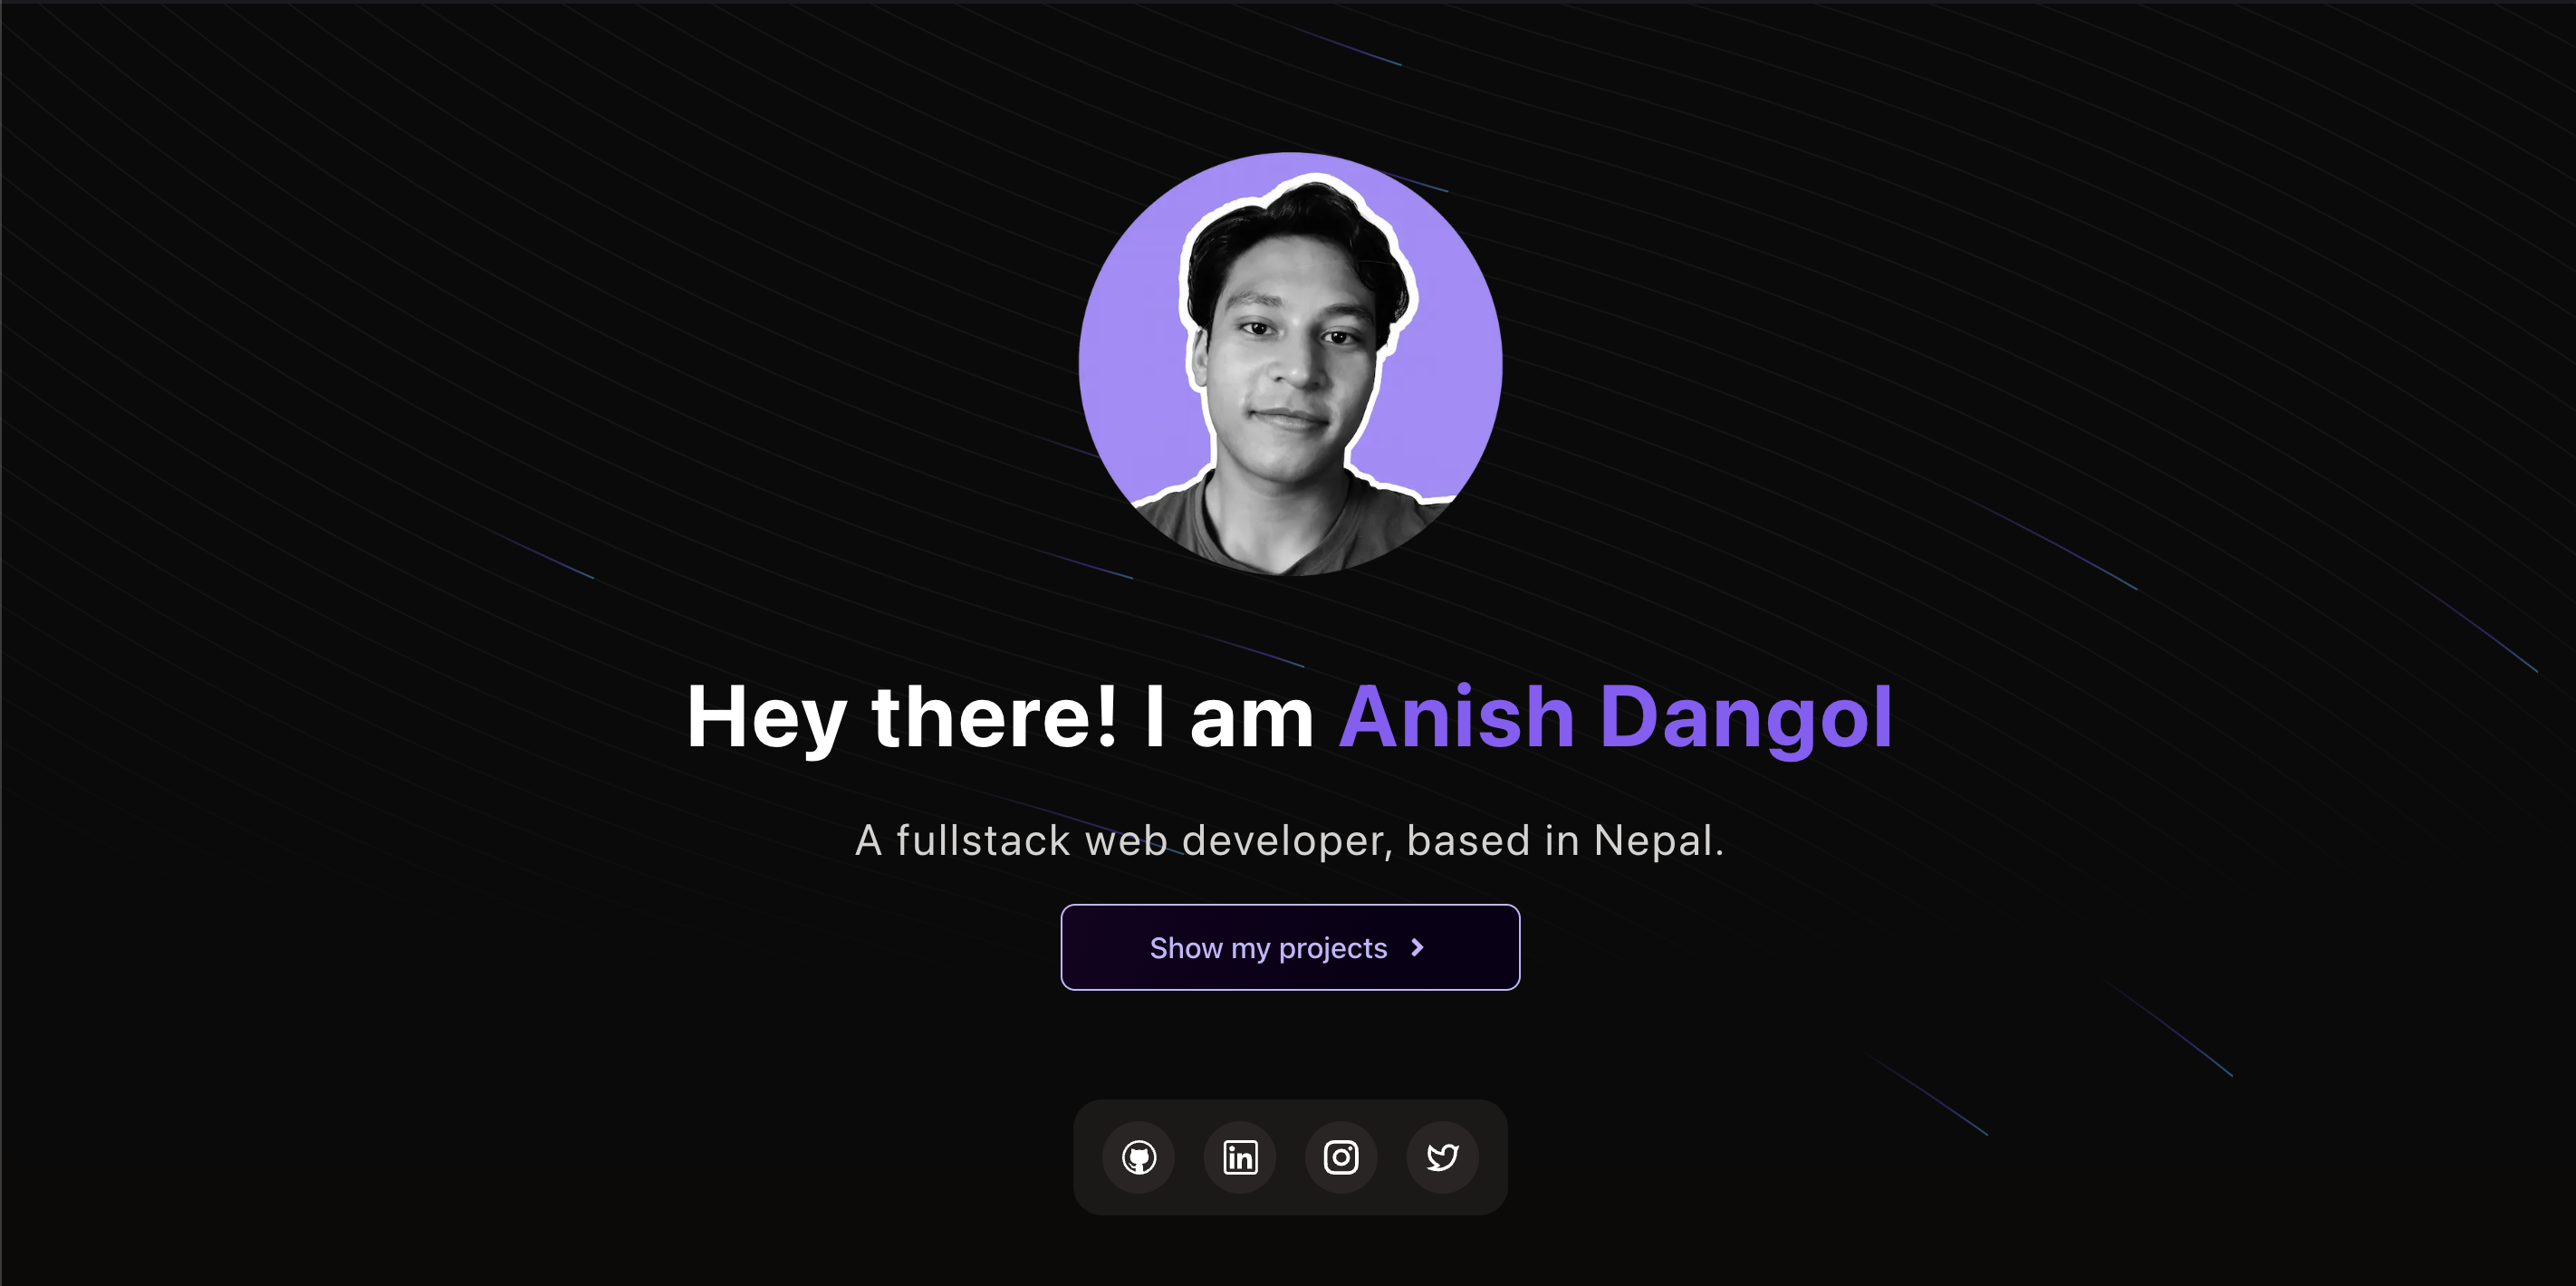 Hey there! I am Anish Dangol
A fullstack web developer, based in Nepal.
Show my projects
in